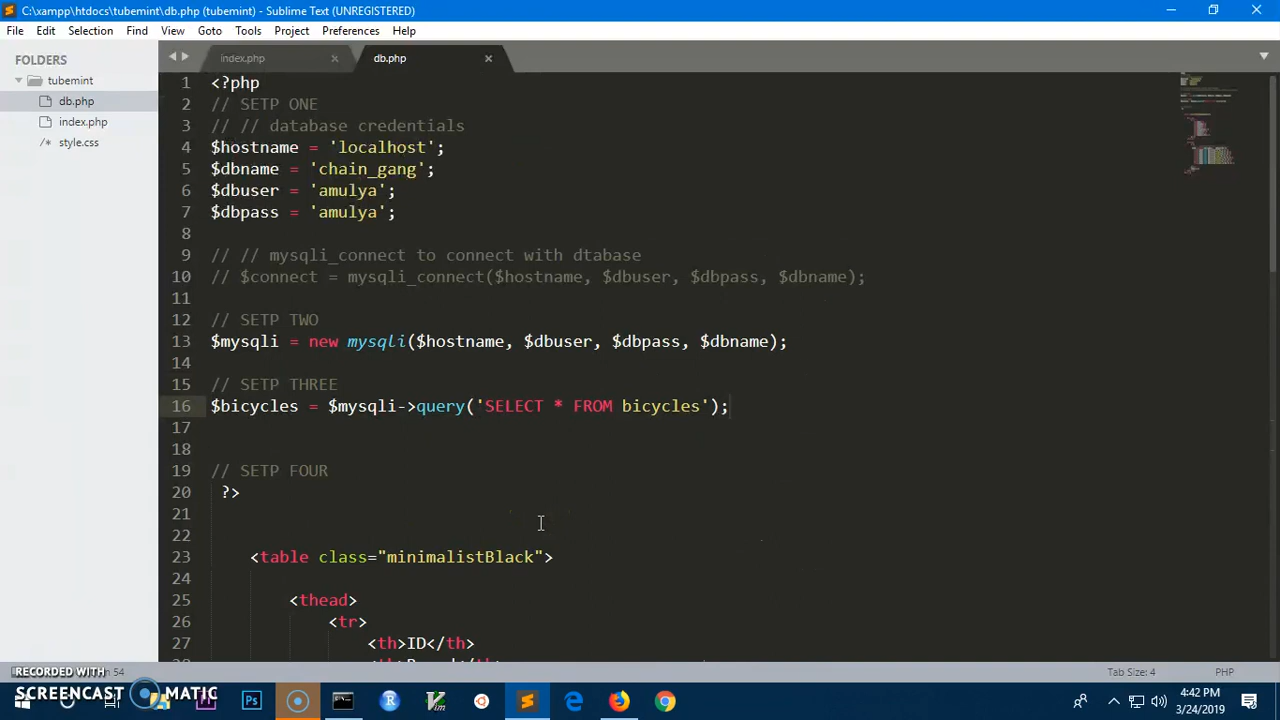 C:\xampp\htdocs\tubemint\db.php (tubemint) - Sublime Text (UNREGISTERED)
File Edit Selection Find View Goto Tools Project Preferences Help
FOLDERS
tubemint
db.php
index.php
/* style.css
index.php × db.php ×
1 <?php
2 // SETP ONE
3 // // database credentials
4 $hostname = 'localhost';
5 $dbname = 'chain_gang';
6 $dbuser = 'amulya';
7 $dbpass = 'amulya';
8
9 // // mysqli_connect to connect with dtabase
10 // $connect = mysqli_connect($hostname, $dbuser, $dbpass, $dbname);
11
12 // SETP TWO
13 $mysqli = new mysqli($hostname, $dbuser, $dbpass, $dbname);
14
15 // SETP THREE
16 $bicycles = $mysqli->query('SELECT * FROM bicycles');
17
18
19 // SETP FOUR
20 ?>
21
22
23 <table class="minimalistBlack">
24
25 <thead>
26 <tr>
27 <th>ID</th>
54 Tab Size: 4 PHP
RECORDED WITH
SCREENCAST MATIC
4:42 PM
3/24/2019